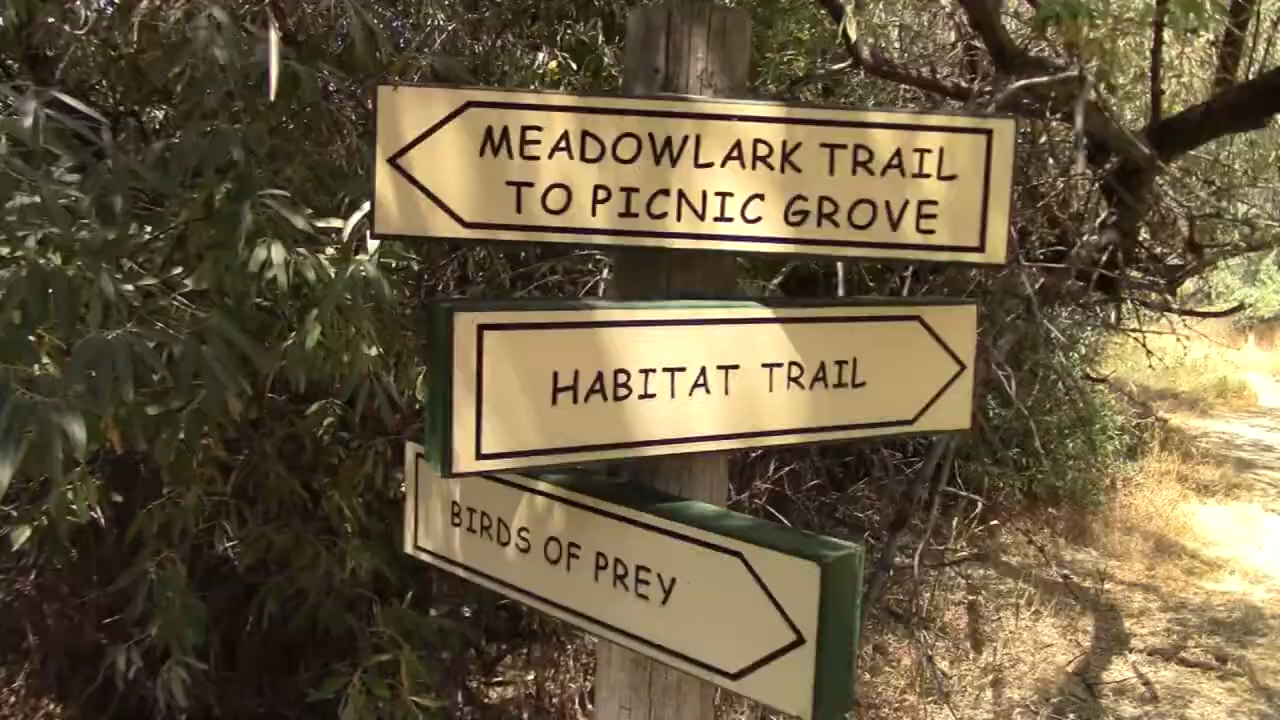 MEADOWLARK TRAIL
TO PICNIC GROVE
HABITAT TRAIL
BIRDS OF PREY